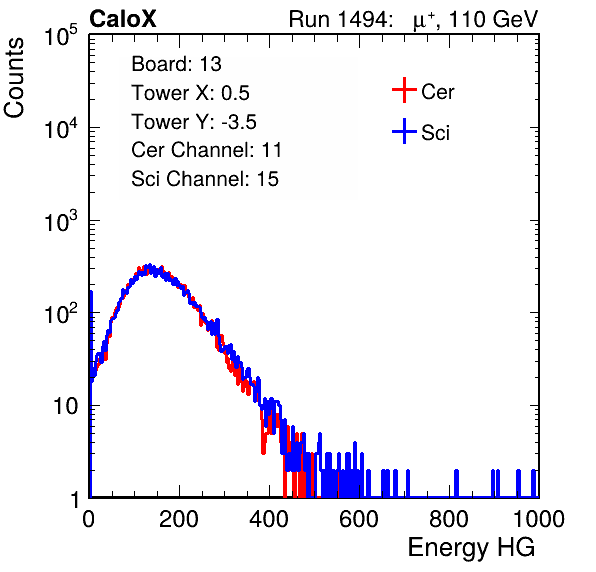 CaloX Run 1494: μ⁺, 110 GeV
Counts
10⁵
10⁴
10³
10²
10
1
Board: 13
Tower X: 0.5
Tower Y: -3.5
Cer Channel: 11
Sci Channel: 15
Cer
Sci
0 200 400 600 800 1000
Energy HG